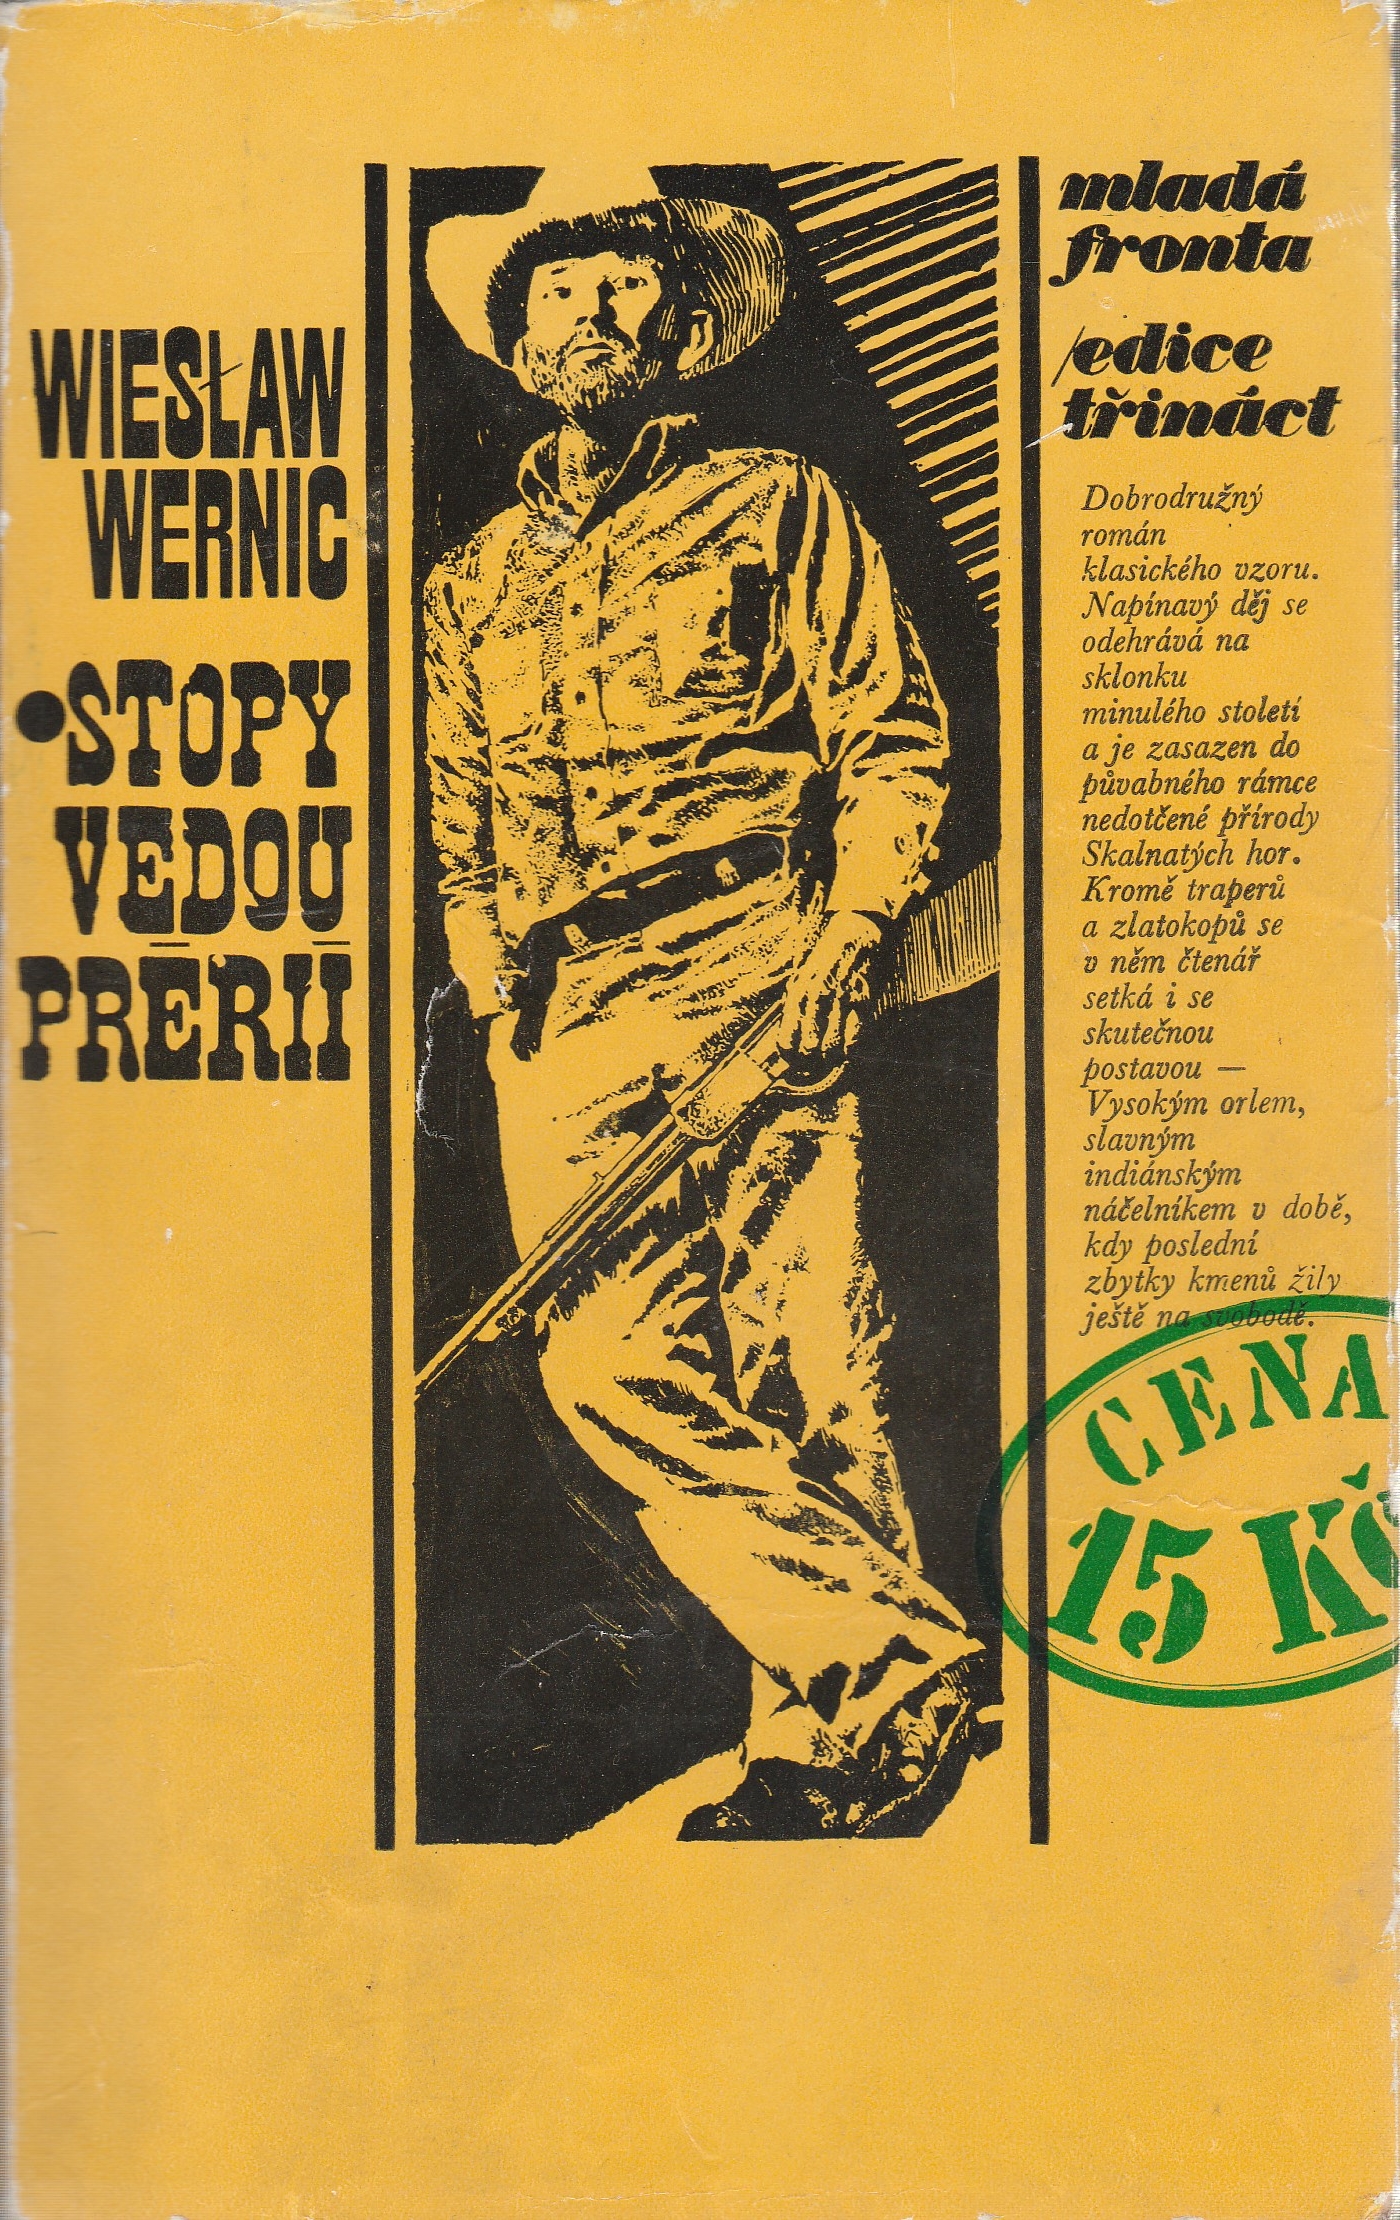 WIESŁAW
WERNIC
•STOPY
VEDOU
PRÉRIÍ
mladá
fronta
/edice
třináct
Dobrodružný
román
klasického vzoru.
Napínavý děj se
odehrává na
sklonku
minulého století
a je zasazen do
půvabného rámce
nedotčené přírody
Skalnatých hor.
Kromě traperů
a zlatokopů se
v něm čtenář
setká i se
skutečnou
postavou —
Vysokým orlem,
slavným
indiánským
náčelníkem v době,
kdy poslední
zbytky kmenů žily
ještě na svobodě.
CENA
15 Kč